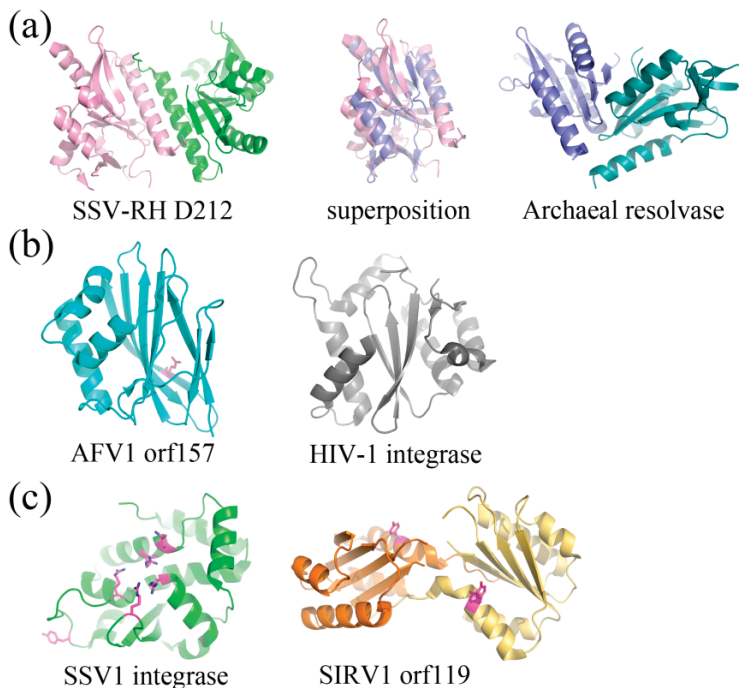 (a)
SSV-RH D212 superposition Archaeal resolvase
(b)
AFV1 orf157 HIV-1 integrase
(c)
SSV1 integrase SIRV1 orf119